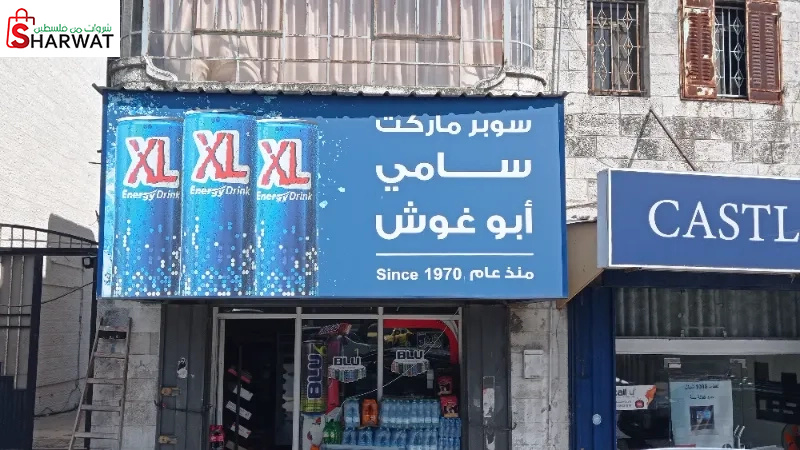 شروات من فلسطين
SHARWAT
XL
Energy Drink
XL
Energy Drink
XL
Energy Drink
سوبر ماركت
سامي
أبو غوش
منذ عام Since 1970
CASTL
BLU
BLU
BLU